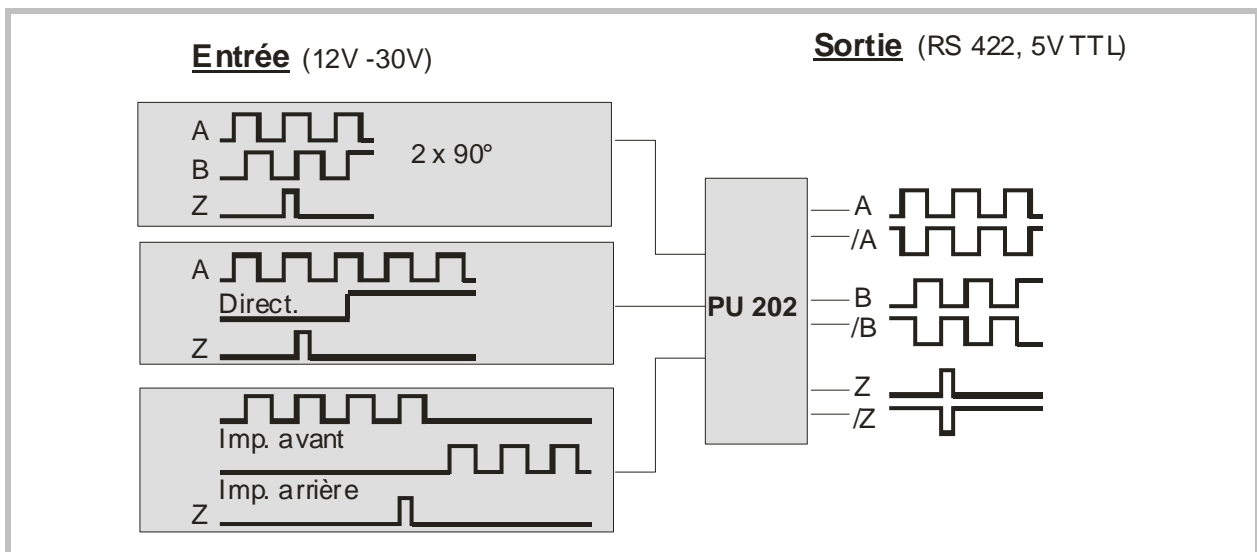 Entrée (12V -30V)
Sortie (RS 422, 5V TTL)
A
B
Z
2 x 90°
A
Direct.
Z
Imp. avant
Imp. arrière
Z
PU 202
A
/A
B
/B
Z
/Z